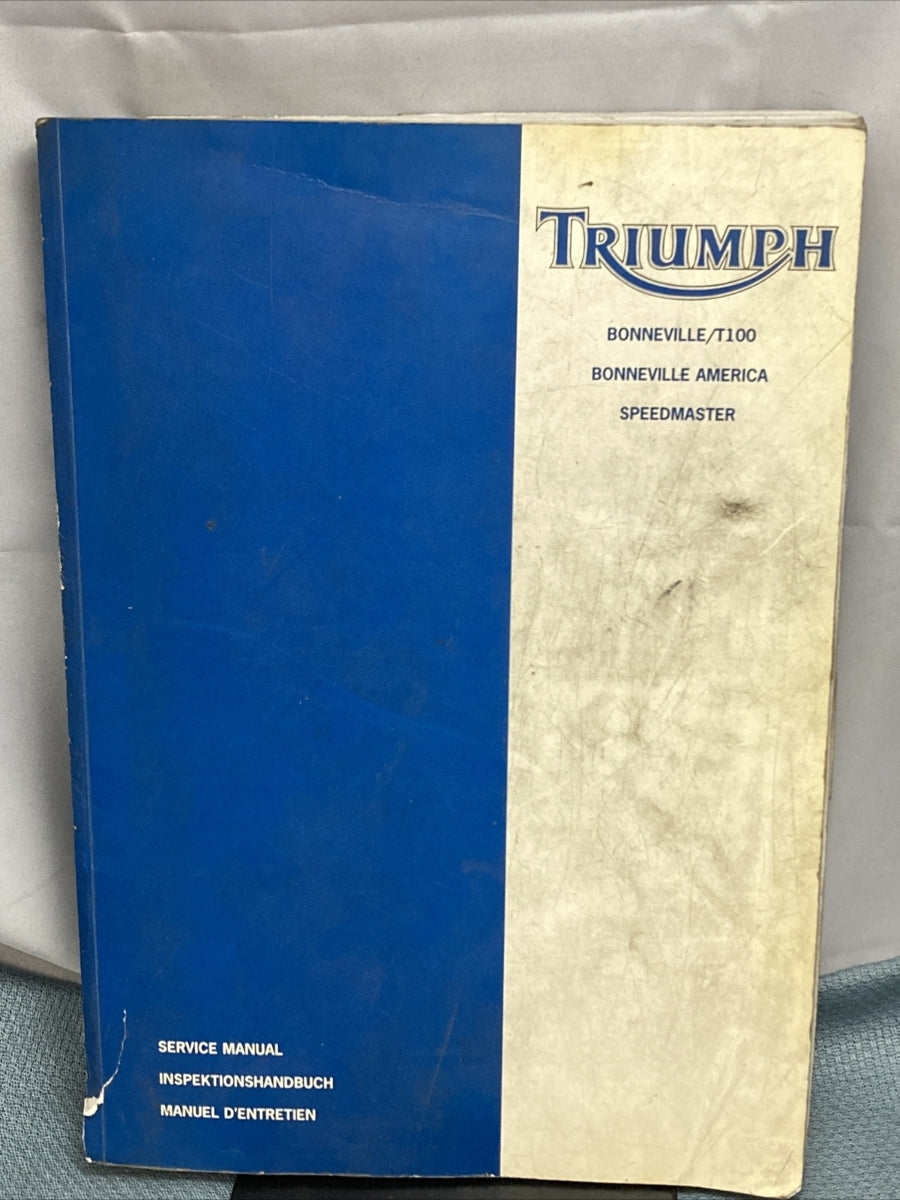 TRIUMPH
BONNEVILLE/T100
BONNEVILLE AMERICA
SPEEDMASTER
SERVICE MANUAL
INSPEKTIONSHANDBUCH
MANUEL D'ENTRETIEN